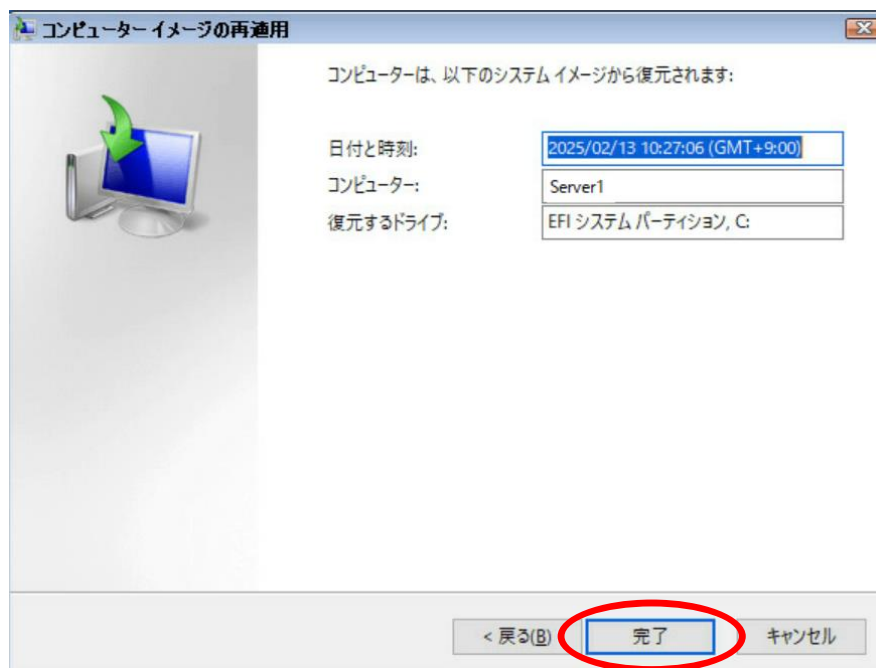 コンピューター イメージの再適用
コンピューターは、以下のシステム イメージから復元されます:
日付と時刻: 2025/02/13 10:27:06 (GMT+9:00)
コンピューター: Server1
復元するドライブ: EFI システム パーティション, C:
< 戻る(B) 完了 キャンセル